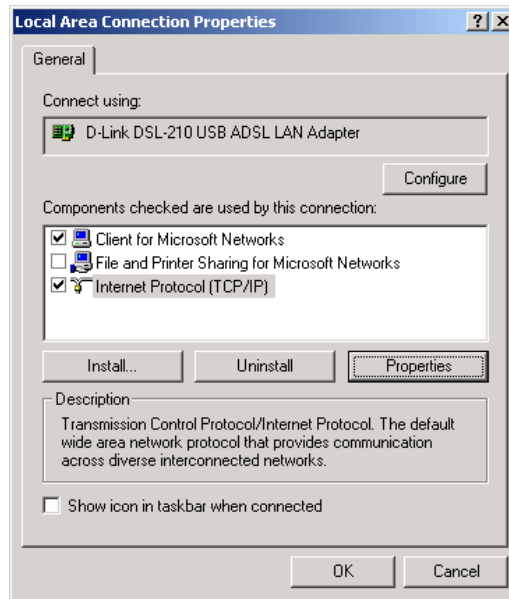 Local Area Connection Properties
General
Connect using:
D-Link DSL-210 USB ADSL LAN Adapter
Configure
Components checked are used by this connection:
Client for Microsoft Networks
File and Printer Sharing for Microsoft Networks
Internet Protocol (TCP/IP)
Install... Uninstall Properties
Description
Transmission Control Protocol/Internet Protocol. The default
wide area network protocol that provides communication
across diverse interconnected networks.
Show icon in taskbar when connected
OK Cancel